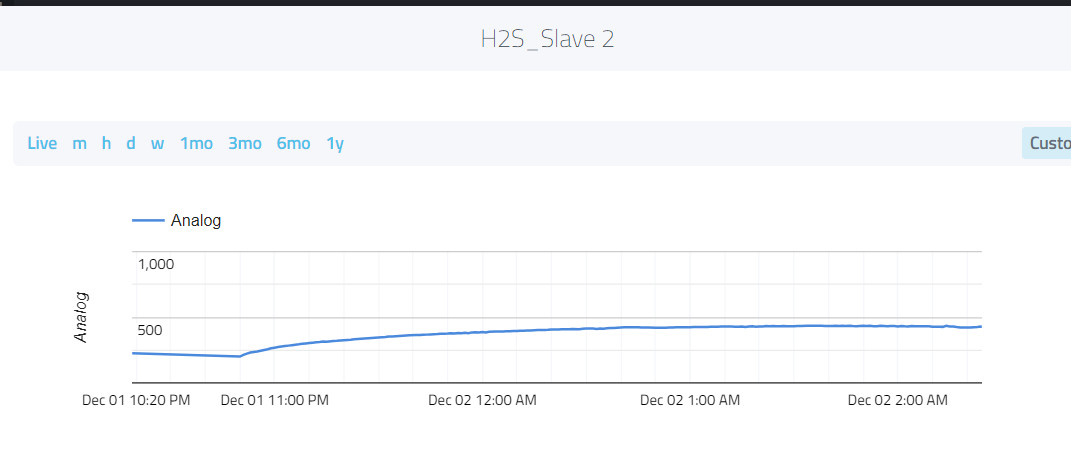 H2S_Slave 2
Live m h d w 1mo 3mo 6mo 1y Custo
Analog
1,000
Analog
500
Dec 01 10:20 PM Dec 01 11:00 PM Dec 02 12:00 AM Dec 02 1:00 AM Dec 02 2:00 AM